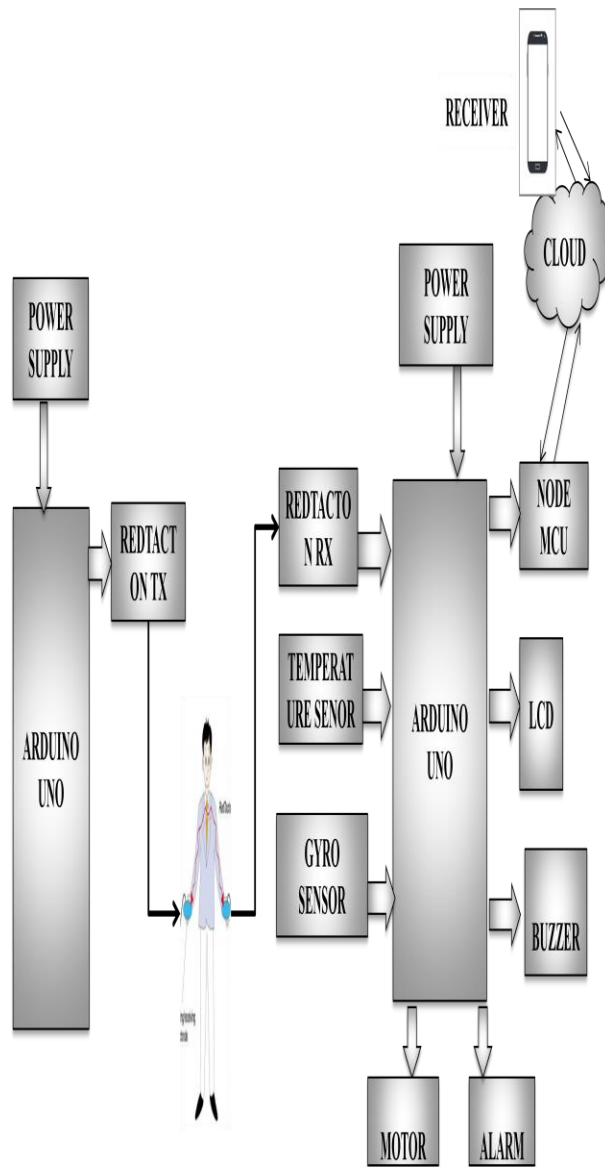 RECEIVER
CLOUD
POWER
SUPPLY
POWER
SUPPLY
REDTACT
ON TX
REDTACTO
N RX
NODE
MCU
TEMPERAT
URE SENOR
ARDUINO
UNO
ARDUINO
UNO
LCD
GYRO
SENSOR
BUZZER
MOTOR
ALARM